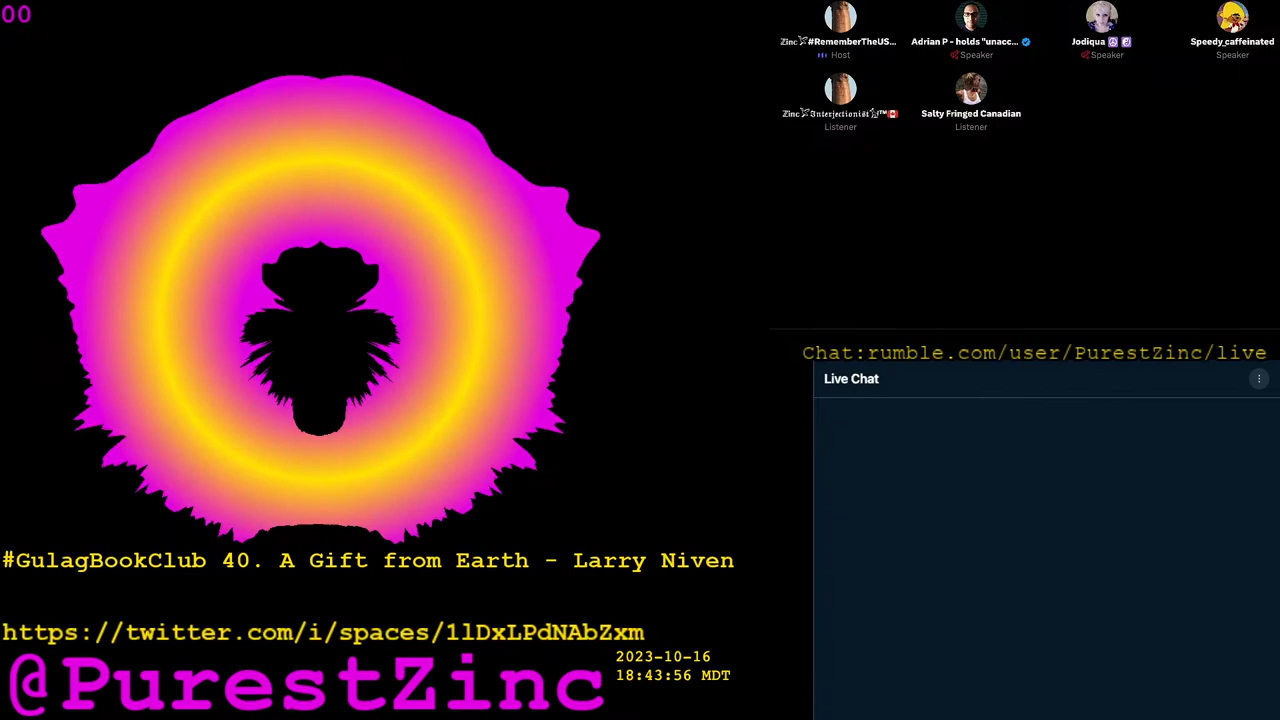 00
ℤinc🕊#RememberTheUS...
Host
Adrian P - holds "unacc...
Speaker
Jodiqua ☮ ☯
Speaker
Speedy_caffeinated
Speaker
ℤinc🕊𝕴𝖓𝖙𝖊𝖗𝖏𝖊𝖈𝖙𝖎𝖔𝖓𝖎𝖘𝖙™🇨🇦
Listener
Salty Fringed Canadian
Listener
Chat:rumble.com/user/PurestZinc/live
Live Chat
#GulagBookClub 40. A Gift from Earth - Larry Niven
https://twitter.com/i/spaces/1lDxLPdNAbZxm
@PurestZinc
2023-10-16
18:43:56 MDT